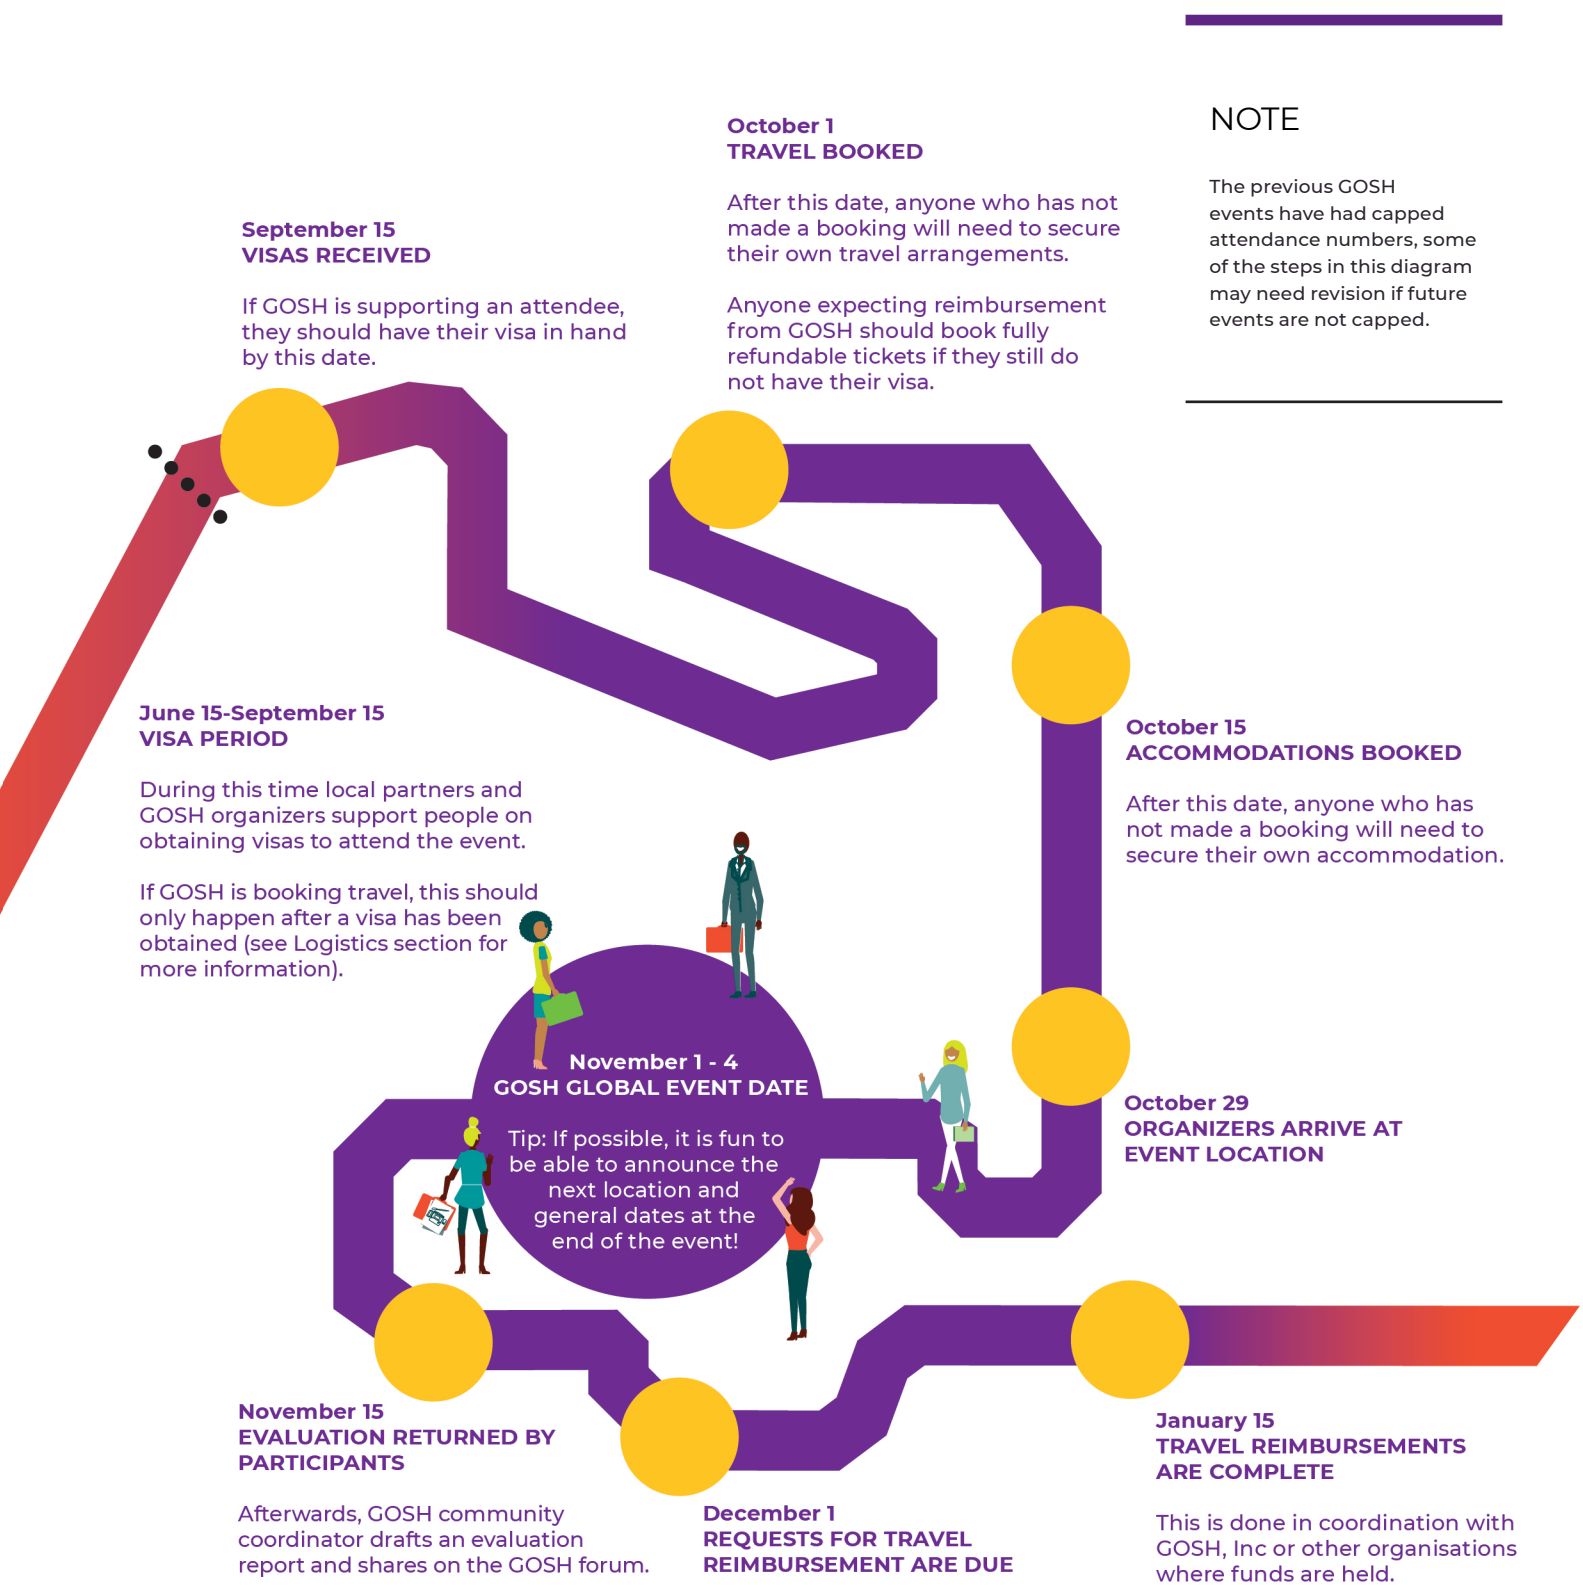 NOTE
The previous GOSH
events have had capped
attendance numbers, some
of the steps in this diagram
may need revision if future
events are not capped.
June 15-September 15
VISA PERIOD
During this time local partners and
GOSH organizers support people on
obtaining visas to attend the event.
If GOSH is booking travel, this should
only happen after a visa has been
obtained (see Logistics section for
more information).
September 15
VISAS RECEIVED
If GOSH is supporting an attendee,
they should have their visa in hand
by this date.
October 1
TRAVEL BOOKED
After this date, anyone who has not
made a booking will need to secure
their own travel arrangements.
Anyone expecting reimbursement
from GOSH should book fully
refundable tickets if they still do
not have their visa.
October 15
ACCOMMODATIONS BOOKED
After this date, anyone who has
not made a booking will need to
secure their own accommodation.
October 29
ORGANIZERS ARRIVE AT
EVENT LOCATION
November 1 - 4
GOSH GLOBAL EVENT DATE
Tip: If possible, it is fun to
be able to announce the
next location and
general dates at the
end of the event!
November 15
EVALUATION RETURNED BY
PARTICIPANTS
Afterwards, GOSH community
coordinator drafts an evaluation
report and shares on the GOSH forum.
December 1
REQUESTS FOR TRAVEL
REIMBURSEMENT ARE DUE
January 15
TRAVEL REIMBURSEMENTS
ARE COMPLETE
This is done in coordination with
GOSH, Inc or other organisations
where funds are held.